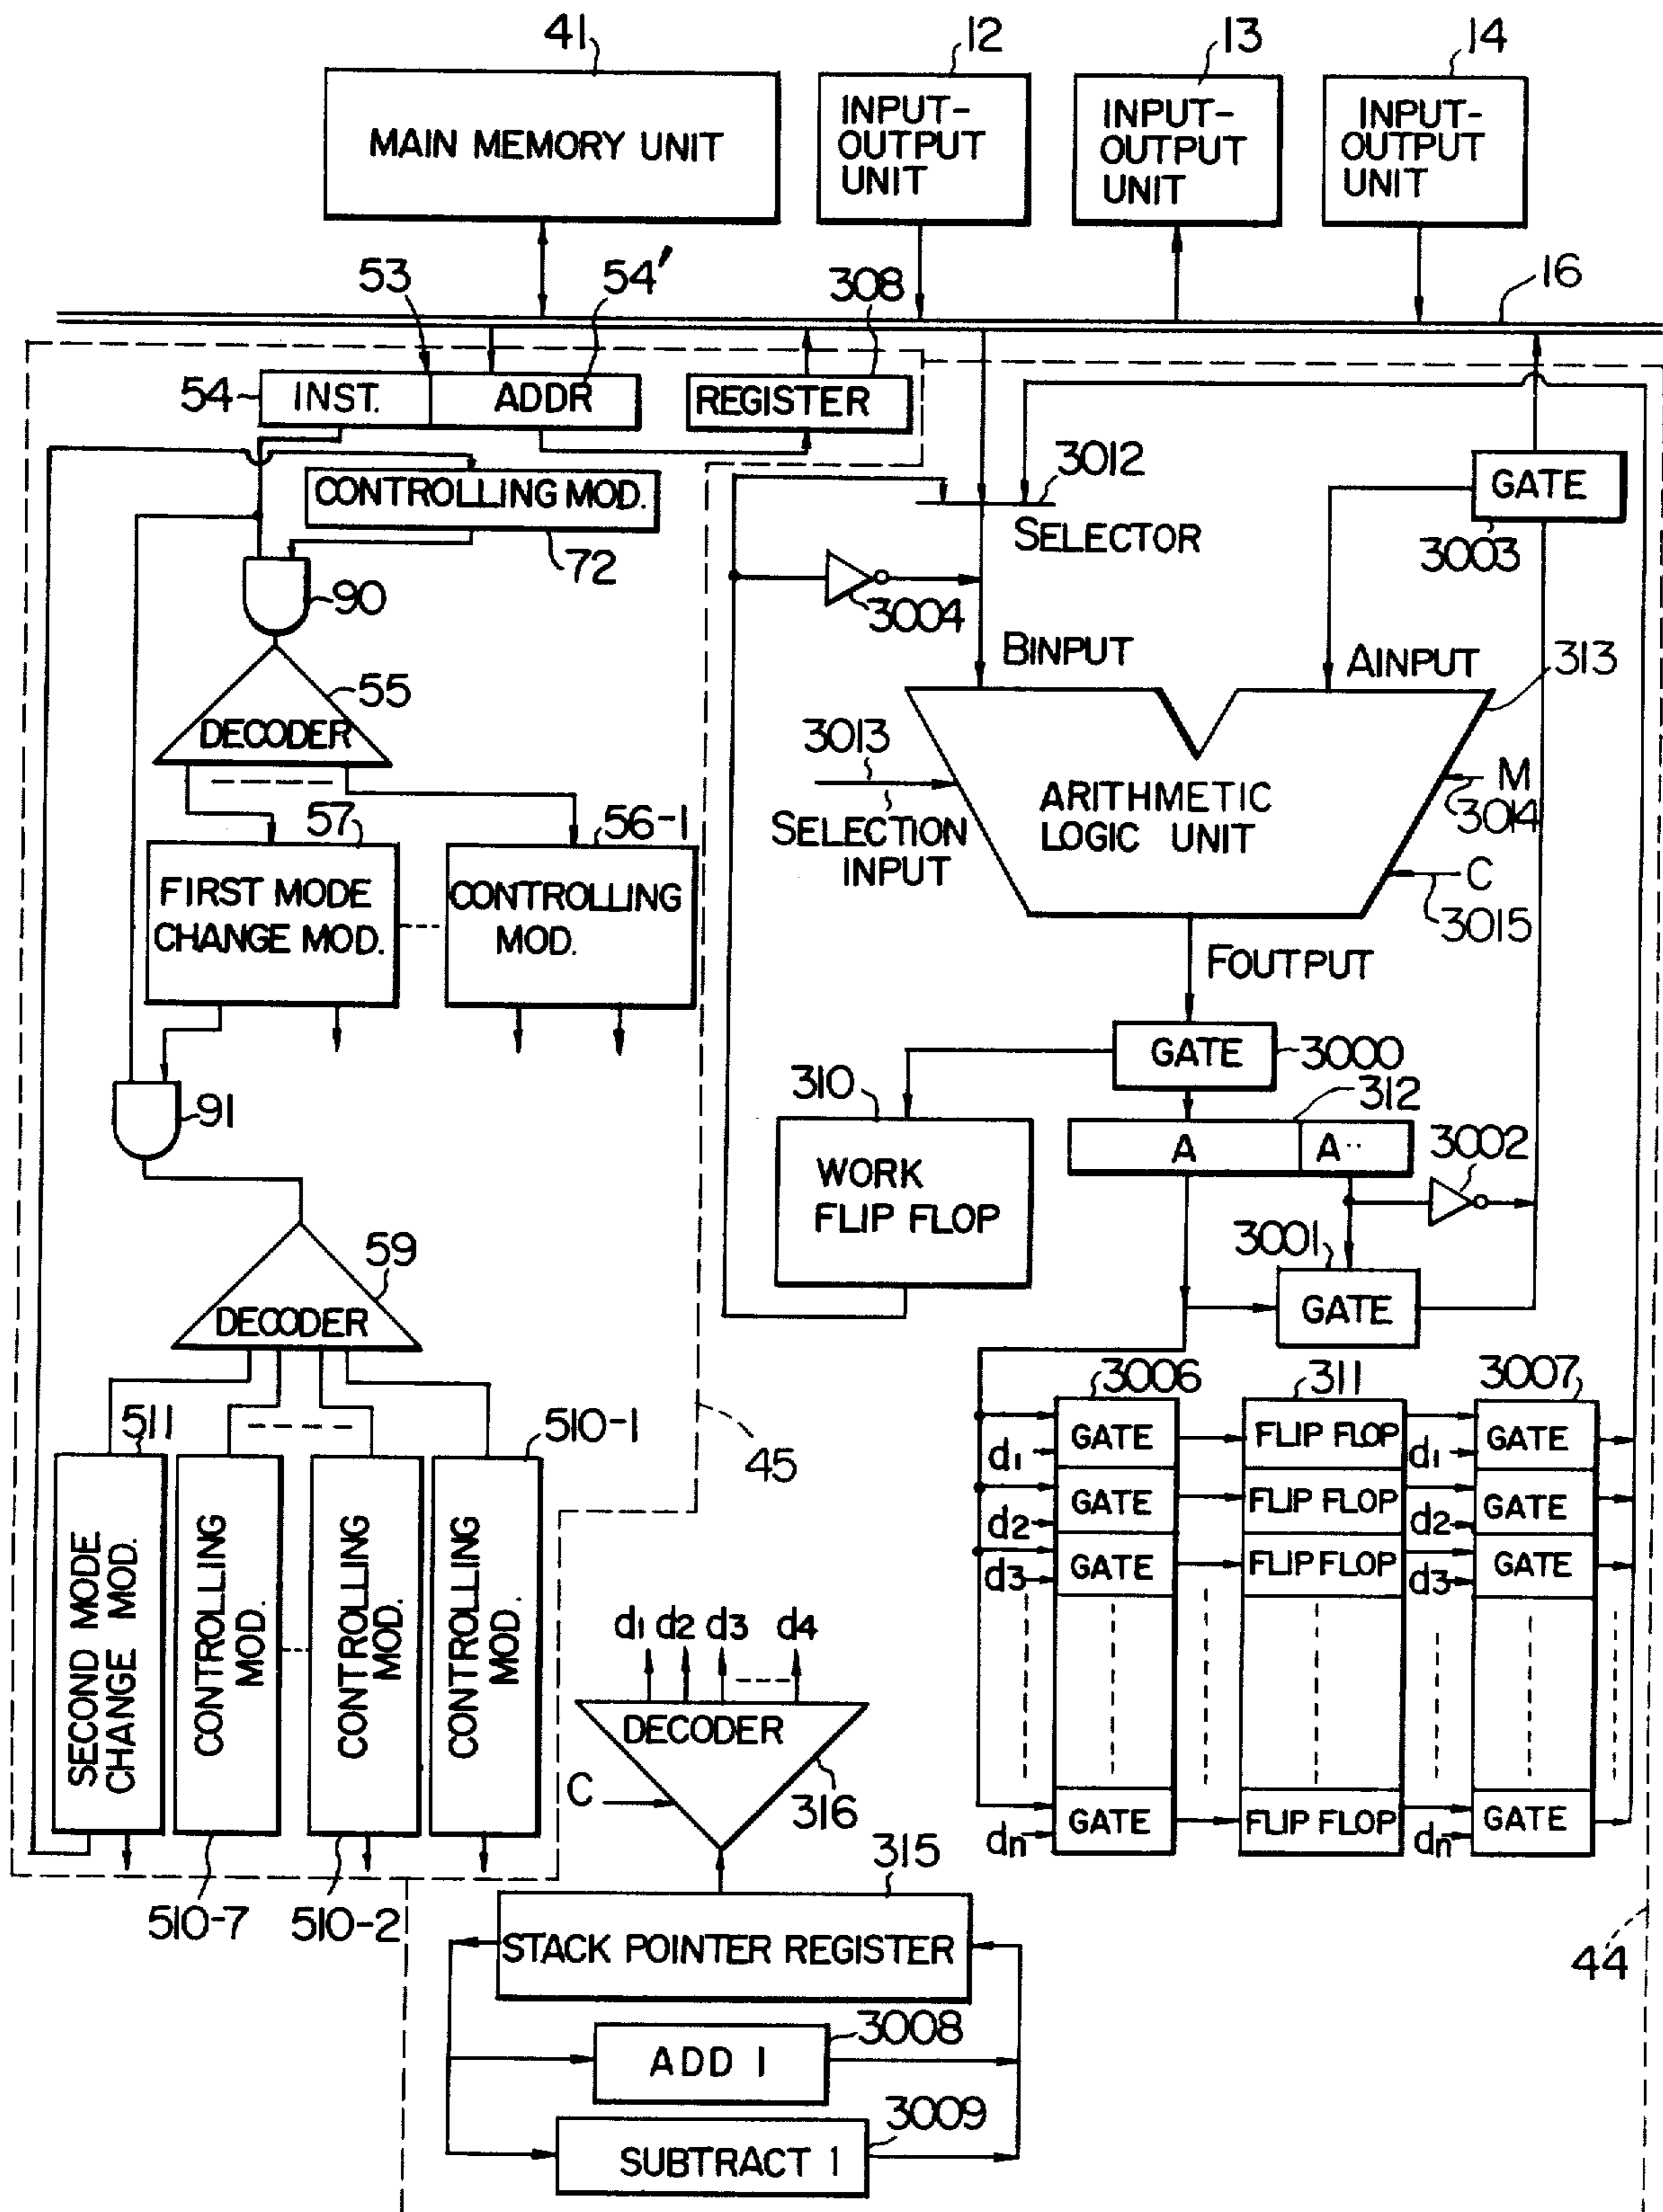 41
12
13
14
MAIN MEMORY UNIT
INPUT-
OUTPUT
UNIT
INPUT-
OUTPUT
UNIT
INPUT-
OUTPUT
UNIT
53
54'
308
16
54
INST.
ADDR
REGISTER
CONTROLLING MOD.
72
3012
SELECTOR
GATE
3003
90
3004
BINPUT
AINPUT
313
55
DECODER
3013
SELECTION
INPUT
ARITHMETIC
LOGIC UNIT
M
3014
C
3015
57
56-1
FIRST MODE
CHANGE MOD.
CONTROLLING
MOD.
FOUTPUT
GATE
3000
91
310
312
WORK
FLIP FLOP
A
A··
3002
3001
GATE
59
DECODER
3006
311
3007
511
510-1
45
d1
GATE
FLIP FLOP
d1
GATE
d2
GATE
FLIP FLOP
d2
GATE
d3
GATE
FLIP FLOP
d3
GATE
SECOND MODE
CHANGE MOD.
CONTROLLING
MOD.
CONTROLLING
MOD.
CONTROLLING
MOD.
d1 d2 d3 d4
DECODER
C
316
dn
GATE
FLIP FLOP
dn
GATE
510-7
510-2
315
STACK POINTER REGISTER
44
3008
ADD 1
3009
SUBTRACT 1